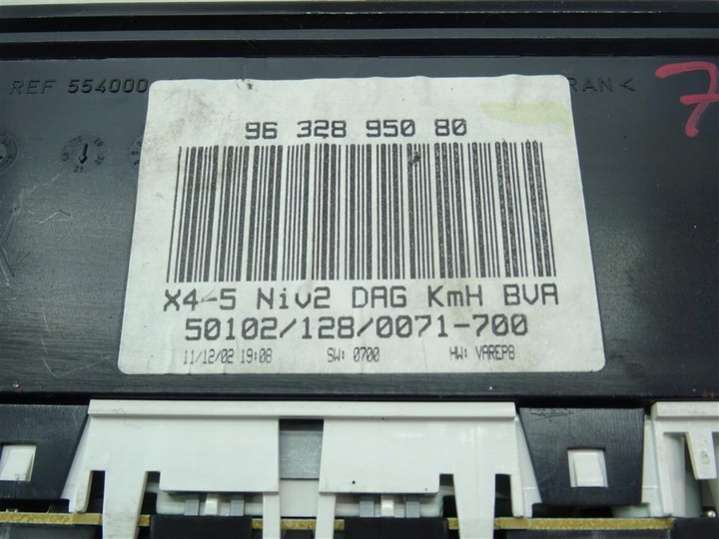 REF 554000
RAN<
7
96 328 950 80
X4-5 Niv2 DAG KmH BVA
50102/128/0071-700
11/12/02 19:08 SW: 0700 HW: VAREP8